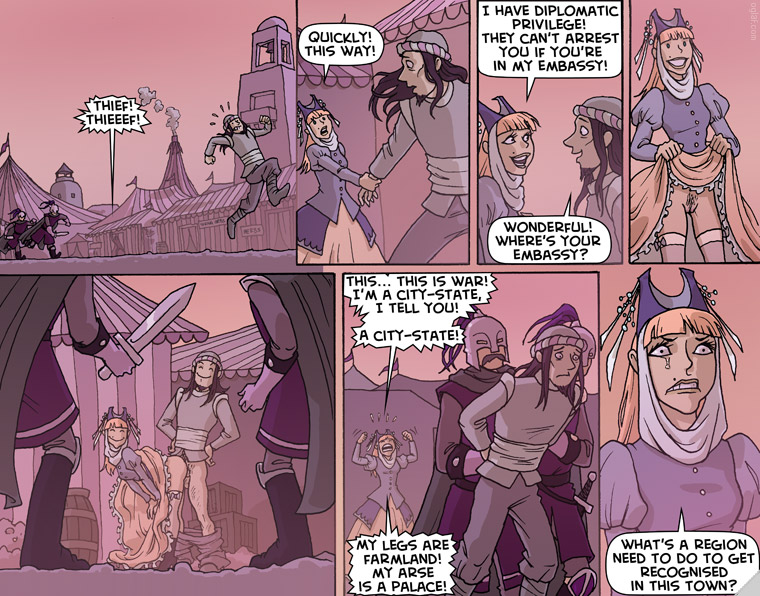 THIEF!
THIEEEF!
QUICKLY!
THIS WAY!
I HAVE DIPLOMATIC
PRIVILEGE!
THEY CAN'T ARREST
YOU IF YOU'RE
IN MY EMBASSY!
WONDERFUL!
WHERE'S YOUR
EMBASSY?
oglaf.com
THIS... THIS IS WAR!
I'M A CITY-STATE,
I TELL YOU!
A CITY-STATE!
MY LEGS ARE
FARMLAND!
MY ARSE
IS A PALACE!
WHAT'S A REGION
NEED TO DO TO GET
RECOGNISED
IN THIS TOWN?